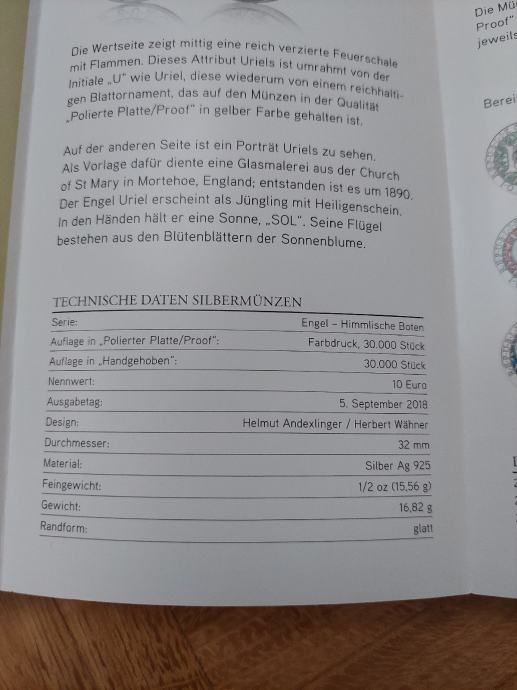 Die Wertseite zeigt mittig eine reich verzierte Feuerschale
mit Flammen. Dieses Attribut Uriels ist umrahmt von der
Initiale „U“ wie Uriel, diese wiederum von einem reichhalti-
gen Blattornament, das auf den Münzen in der Qualität
„Polierte Platte/Proof“ in gelber Farbe gehalten ist.
Auf der anderen Seite ist ein Porträt Uriels zu sehen.
Als Vorlage dafür diente eine Glasmalerei aus der Church
of St Mary in Mortehoe, England; entstanden ist es um 1890.
Der Engel Uriel erscheint als Jüngling mit Heiligenschein.
In den Händen hält er eine Sonne, „SOL“. Seine Flügel
bestehen aus den Blütenblättern der Sonnenblume.
TECHNISCHE DATEN SILBERMÜNZEN
Serie: Engel – Himmlische Boten
Auflage in „Polierter Platte/Proof“: Farbdruck, 30.000 Stück
Auflage in „Handgehoben“: 30.000 Stück
Nennwert: 10 Euro
Ausgabetag: 5. September 2018
Design: Helmut Andexlinger / Herbert Wähner
Durchmesser: 32 mm
Material: Silber Ag 925
Feingewicht: 1/2 oz (15,56 g)
Gewicht: 16,82 g
Randform: glatt
Die Mü
Proof“
jeweils
Berei